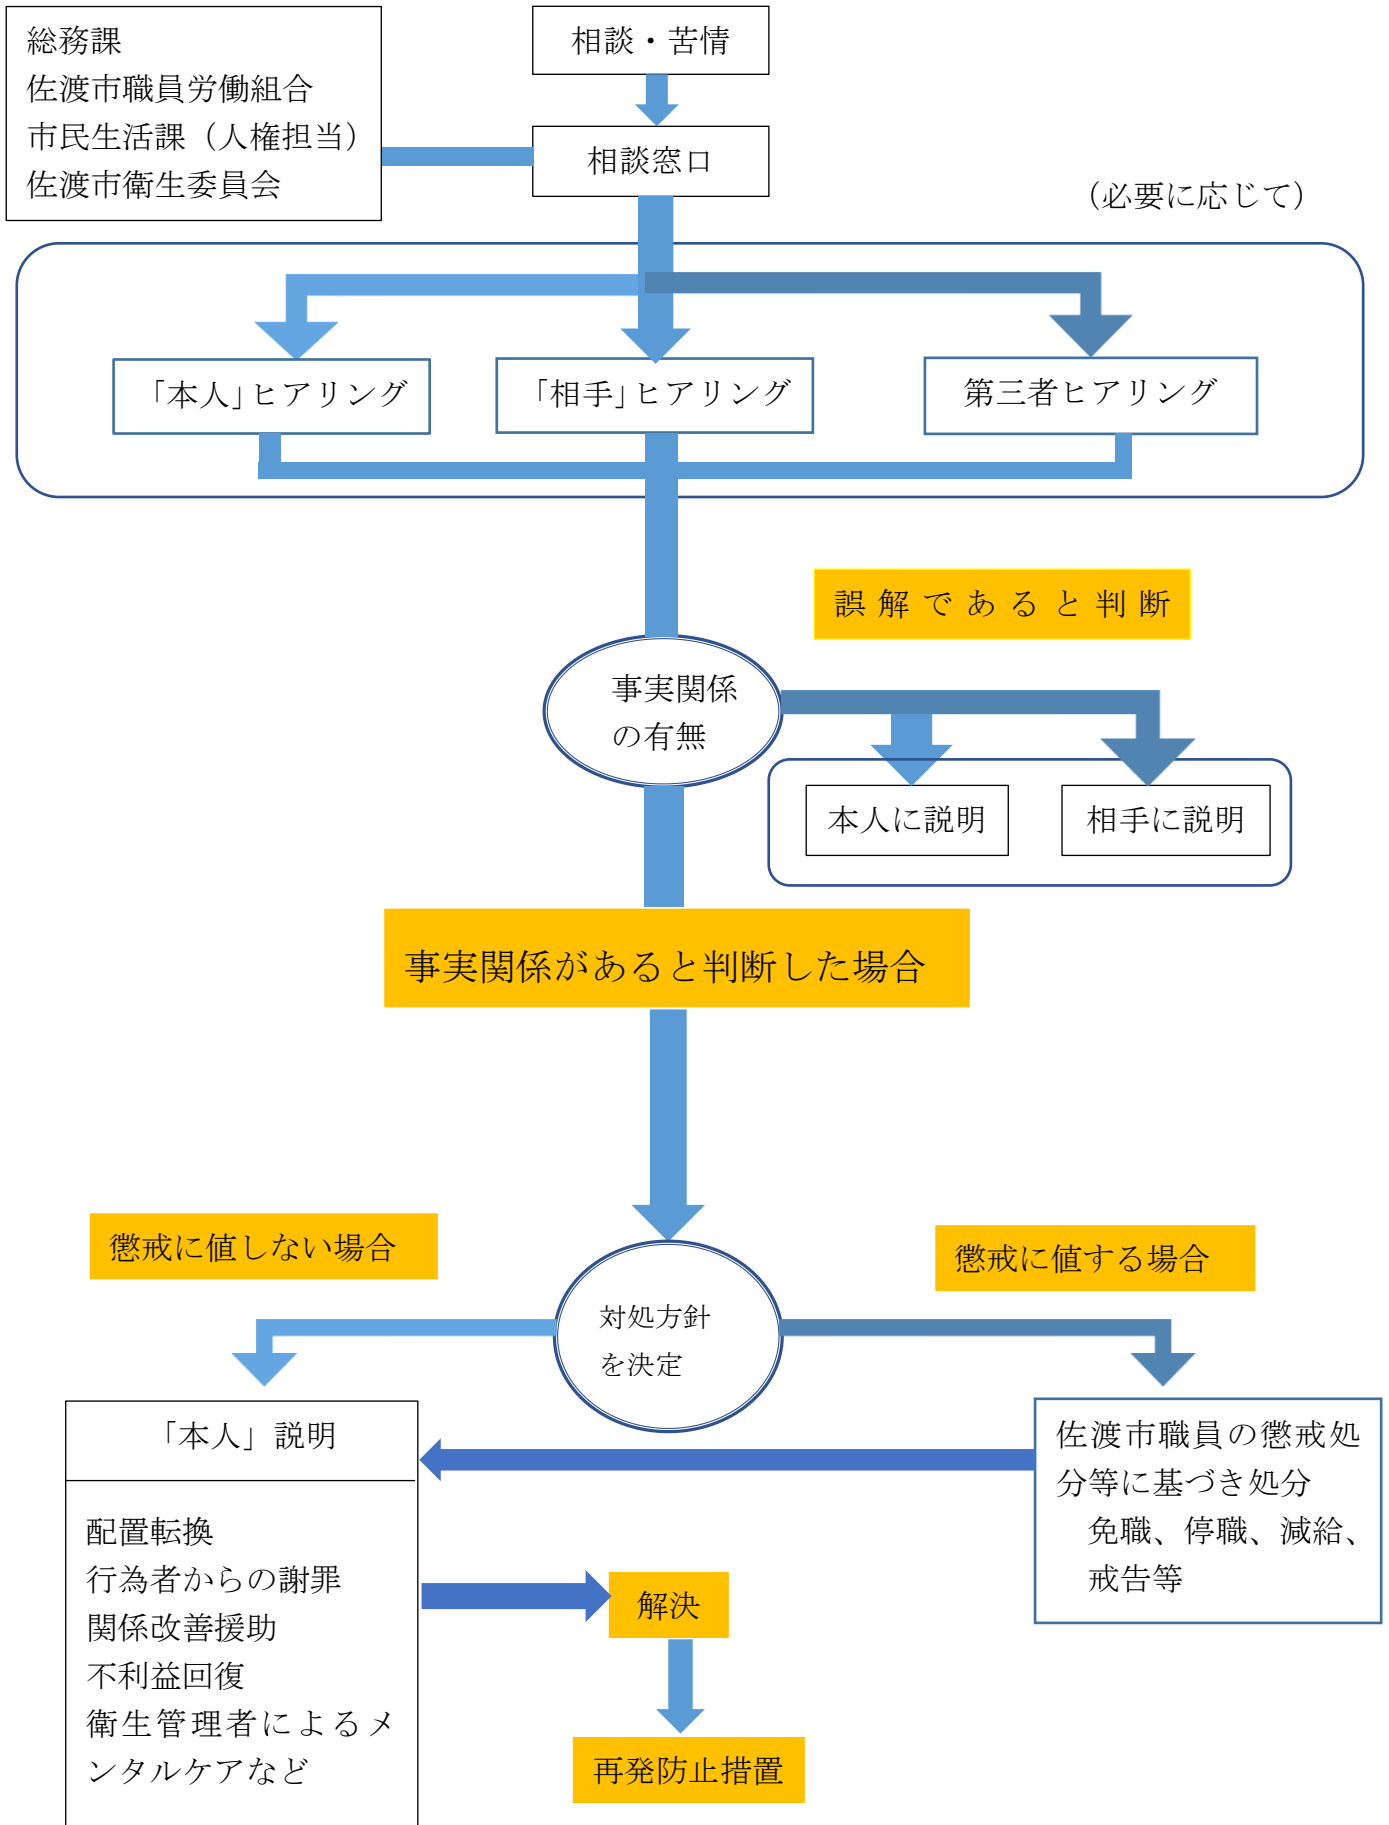 総務課
佐渡市職員労働組合
市民生活課（人権担当）
佐渡市衛生委員会
相談・苦情
相談窓口
（必要に応じて）
「本人」ヒアリング
「相手」ヒアリング
第三者ヒアリング
誤解であると判断
事実関係
の有無
本人に説明
相手に説明
事実関係があると判断した場合
懲戒に値しない場合
懲戒に値する場合
対処方針
を決定
「本人」説明
配置転換
行為者からの謝罪
関係改善援助
不利益回復
衛生管理者によるメ
ンタルケアなど
佐渡市職員の懲戒処
分等に基づき処分
免職、停職、減給、
戒告等
解決
再発防止措置